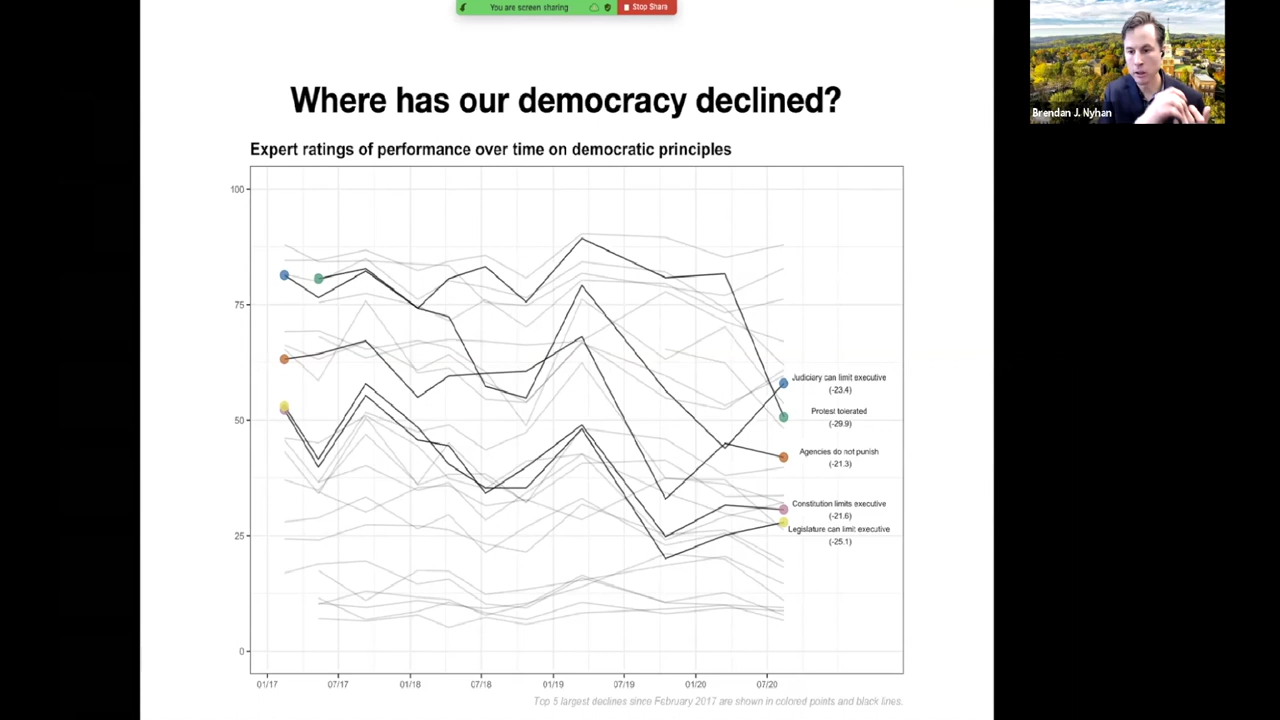 You are screen sharing
Stop Share
Brendan J. Nyhan
Where has our democracy declined?
Expert ratings of performance over time on democratic principles
100
75
50
25
0
Judiciary can limit executive
(-23.4)
Protest tolerated
(-29.9)
Agencies do not punish
(-21.3)
Constitution limits executive
(-21.6)
Legislature can limit executive
(-25.1)
01/17 07/17 01/18 07/18 01/19 07/19 01/20 07/20
Top 5 largest declines since February 2017 are shown in colored points and black lines.